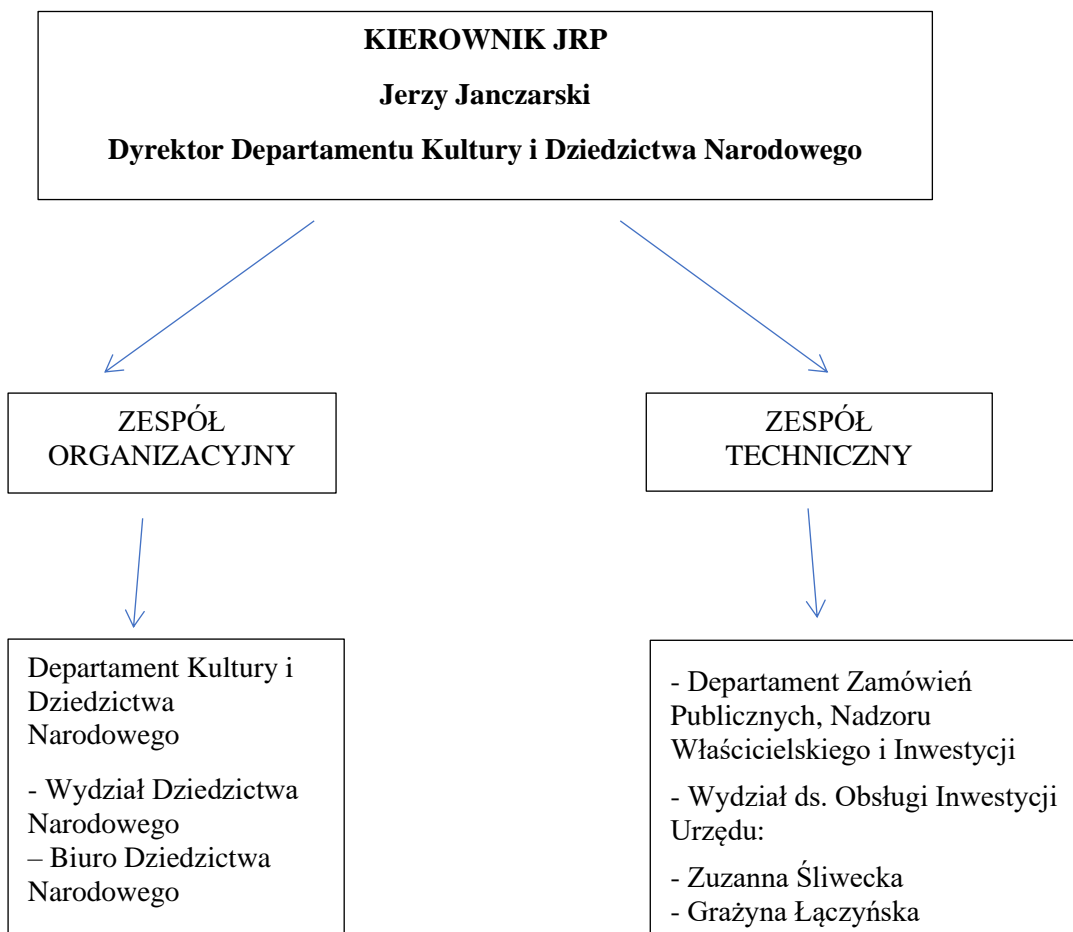 KIEROWNIK JRP
Jerzy Janczarski
Dyrektor Departamentu Kultury i Dziedzictwa Narodowego
ZESPÓŁ
ORGANIZACYJNY
ZESPÓŁ
TECHNICZNY
Departament Kultury i
Dziedzictwa
Narodowego
- Wydział Dziedzictwa
Narodowego
– Biuro Dziedzictwa
Narodowego
- Departament Zamówień
Publicznych, Nadzoru
Właścicielskiego i Inwestycji
- Wydział ds. Obsługi Inwestycji
Urzędu:
- Zuzanna Śliwecka
- Grażyna Łączyńska